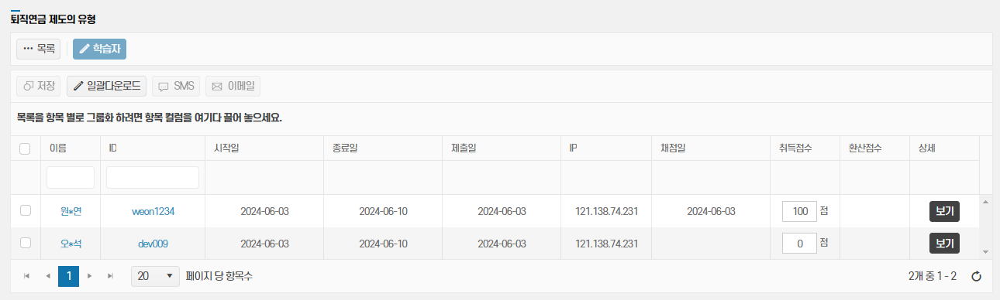 퇴직연금 제도의 유형
목록 학습자
저장 일괄다운로드 SMS 이메일
목록을 항목 별로 그룹화 하려면 항목 컬럼을 여기다 끌어 놓으세요.
이름 ID 시작일 종료일 제출일 IP 채점일 취득점수 환산점수 상세
원*연 weon1234 2024-06-03 2024-06-10 2024-06-03 121.138.74.231 2024-06-03 100 점 보기
오*석 dev009 2024-06-03 2024-06-10 2024-06-03 121.138.74.231 0 점 보기
1 20 페이지 당 항목수 2개 중 1 - 2